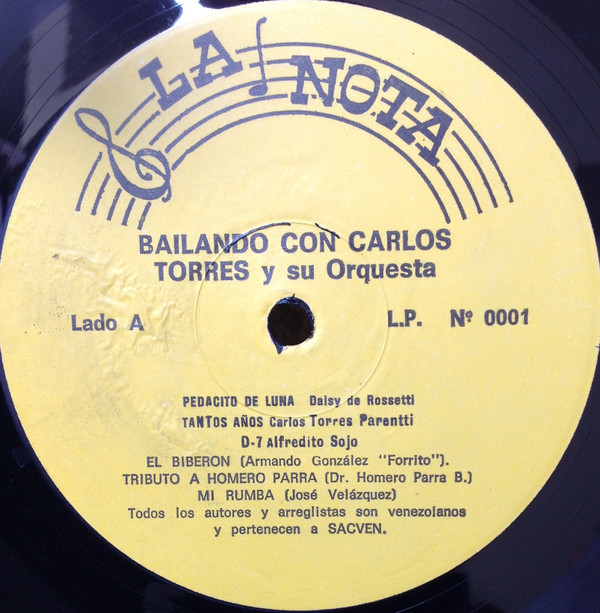 LA NOTA
BAILANDO CON CARLOS
TORRES y su Orquesta
Lado A
L.P. Nº 0001
PEDACITO DE LUNA Daisy de Rossetti
TANTOS AÑOS Carlos Torres Parentti
D-7 Alfredito Sojo
EL BIBERON (Armando González "Forrito").
TRIBUTO A HOMERO PARRA (Dr. Homero Parra B.)
MI RUMBA (José Velázquez)
Todos los autores y arreglistas son venezolanos
y pertenecen a SACVEN.